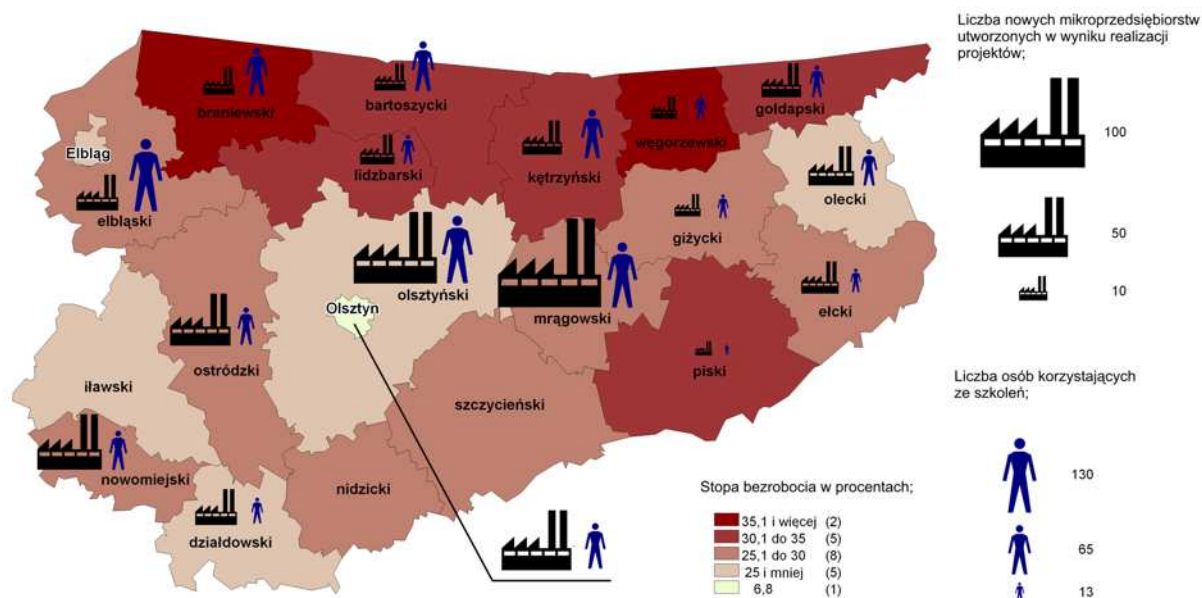 Liczba nowych mikroprzedsiębiorstw
utworzonych w wyniku realizacji
projektów;
100
50
10
Liczba osób korzystających
ze szkoleń;
130
65
13
braniewski
bartoszycki
gołdapski
węgorzewski
Elbląg
lidzbarski
kętrzyński
elbląski
olecki
giżycki
olsztyński
Olsztyn
mrągowski
ełcki
ostródzki
iławski
piski
szczycieński
nowomiejski
nidzicki
działdowski
Stopa bezrobocia w procentach;
35,1 i więcej (2)
30,1 do 35 (5)
25,1 do 30 (8)
25 i mniej (5)
6,8 (1)